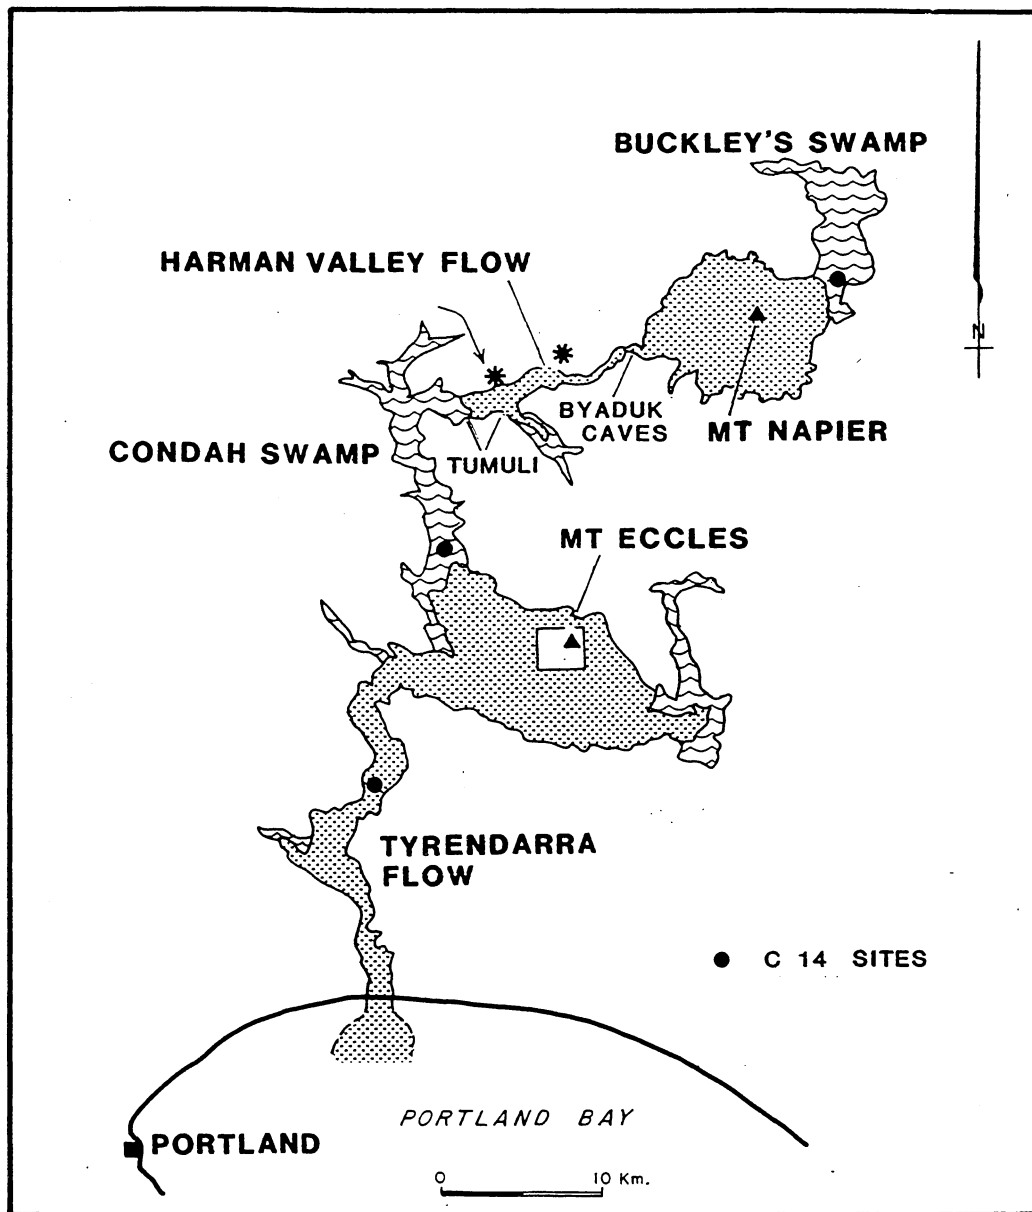 BUCKLEY'S SWAMP
HARMAN VALLEY FLOW
N
BYADUK
CAVES
MT NAPIER
CONDAH SWAMP
TUMULI
MT ECCLES
TYRENDARRA
FLOW
C 14 SITES
PORTLAND BAY
PORTLAND
0 10 Km.